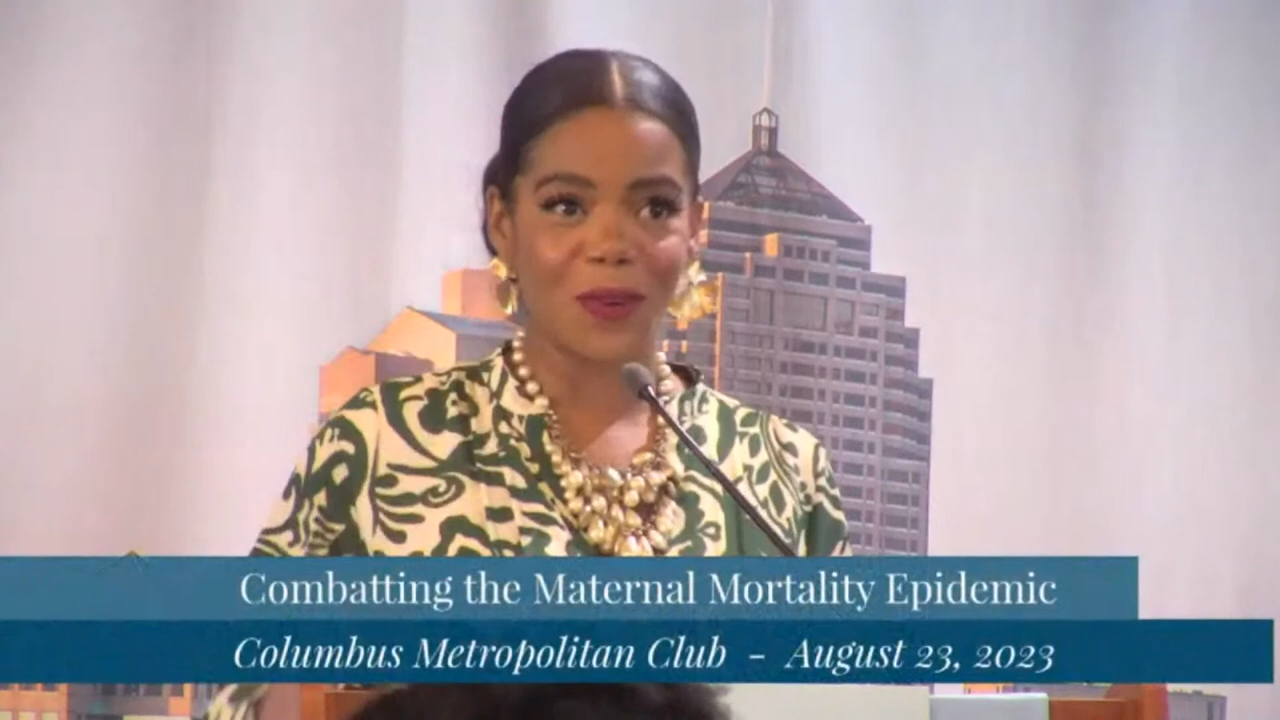 Combatting the Maternal Mortality Epidemic
Columbus Metropolitan Club - August 23, 2023